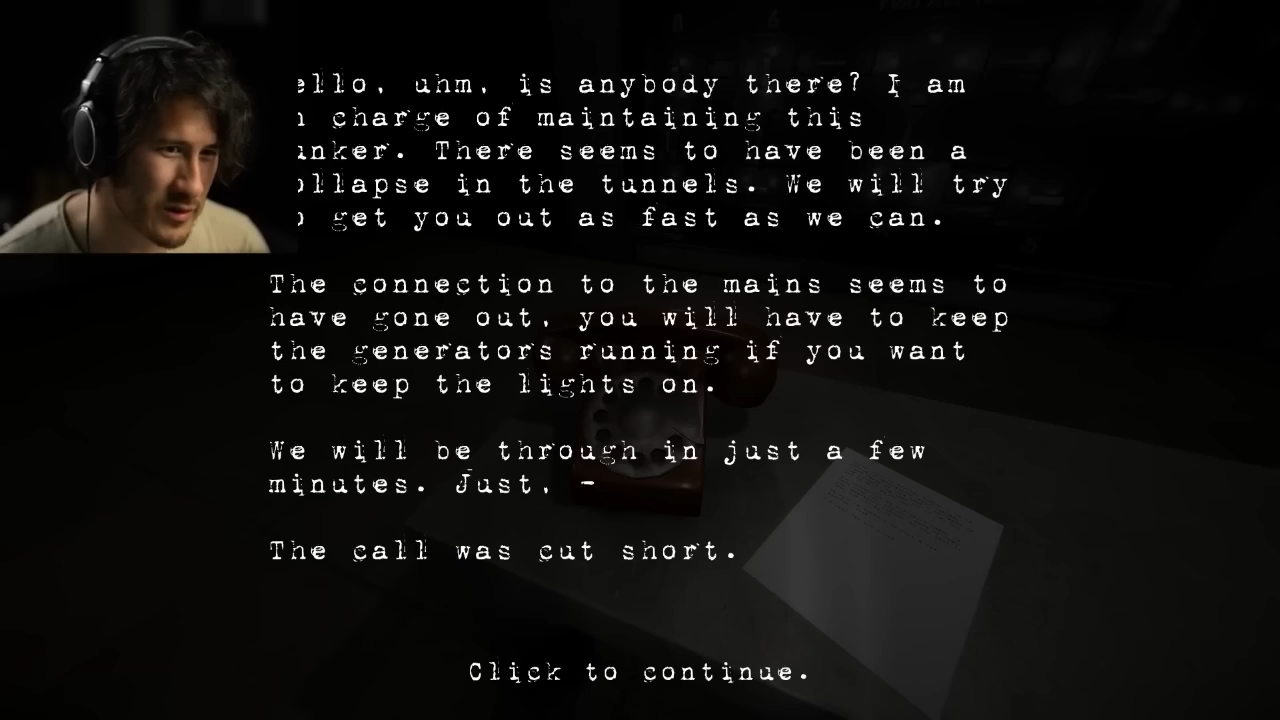 ello, uhm, is anybody there? I am
charge of maintaining this
unker. There seems to have been a
ollapse in the tunnels. We will try
get you out as fast as we can.
The connection to the mains seems to
have gone out, you will have to keep
the generators running if you want
to keep the lights on.
We will be through in just a few
minutes. Just, -
The call was cut short.
Click to continue.